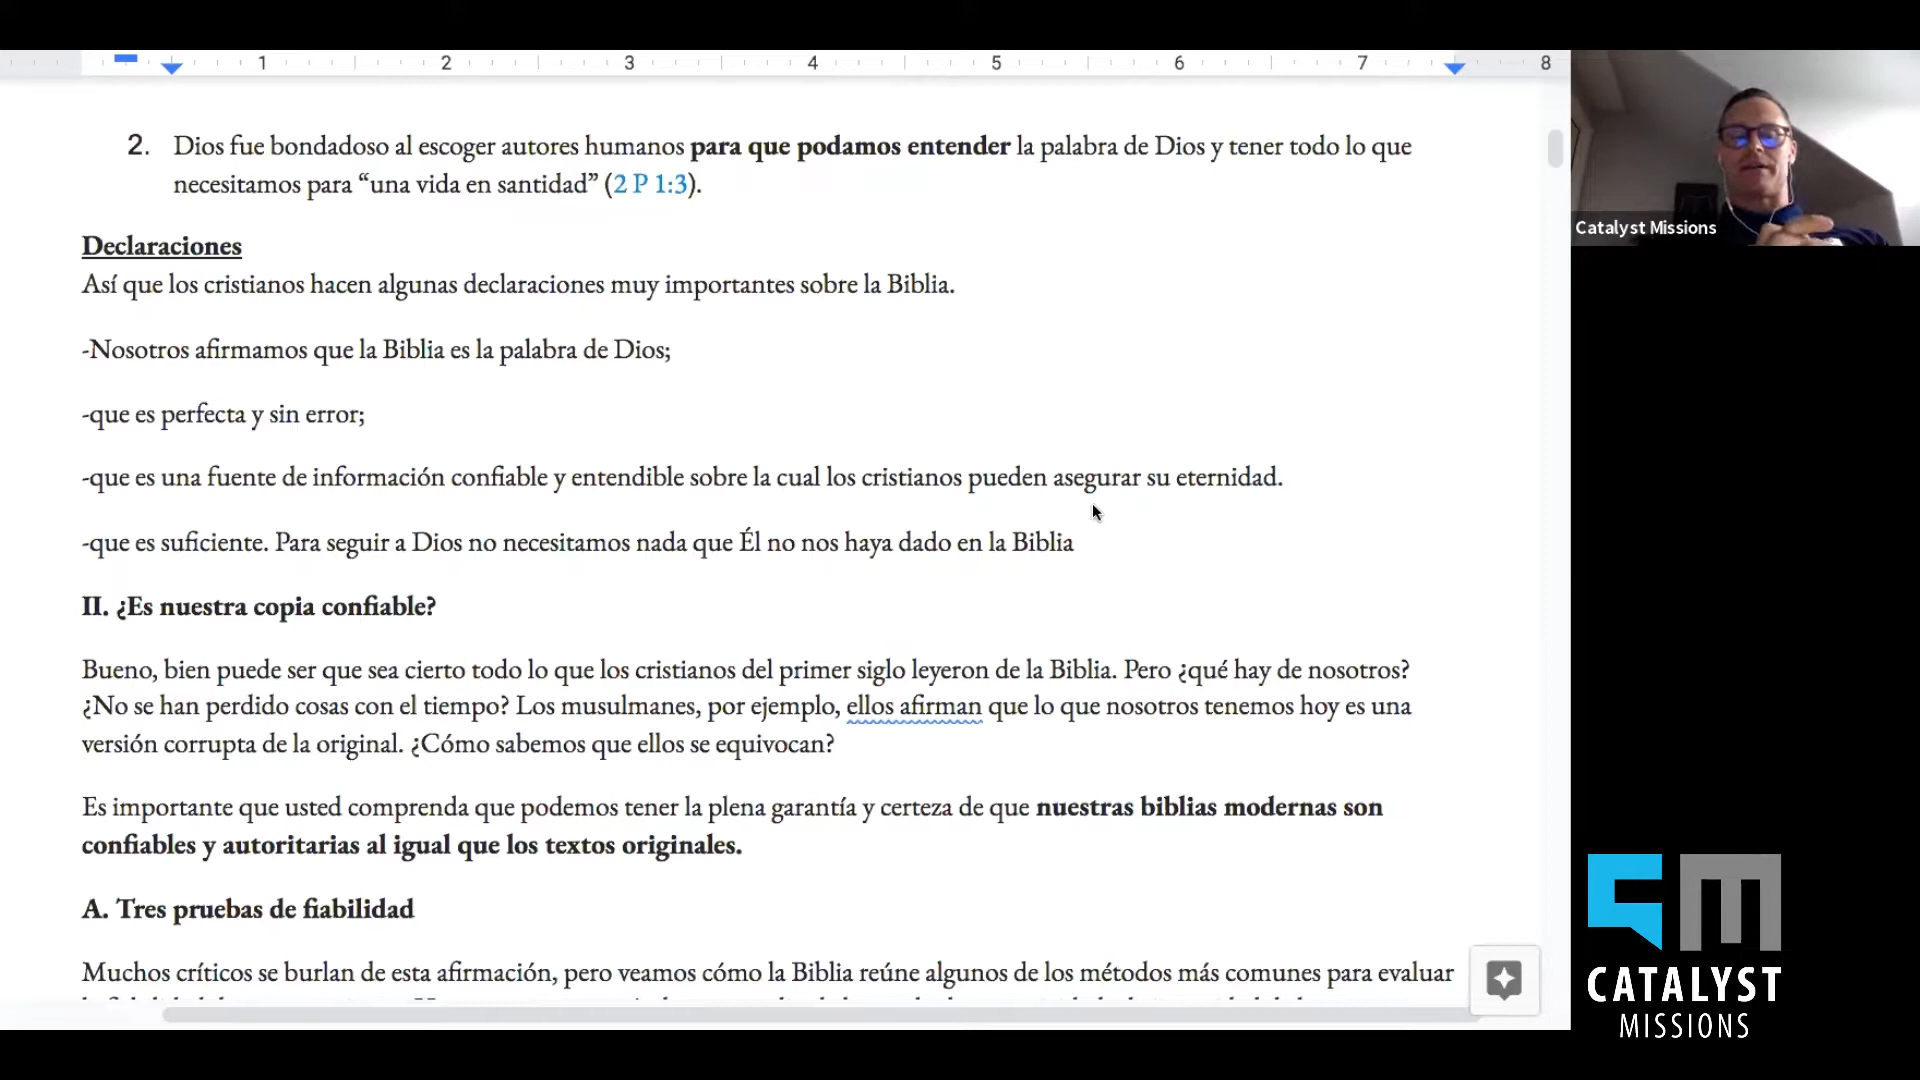 1 2 3 4 5 6 7 8
2. Dios fue bondadoso al escoger autores humanos para que podamos entender la palabra de Dios y tener todo lo que
necesitamos para “una vida en santidad” (2 P 1:3).
Declaraciones
Así que los cristianos hacen algunas declaraciones muy importantes sobre la Biblia.
-Nosotros afirmamos que la Biblia es la palabra de Dios;
-que es perfecta y sin error;
-que es una fuente de información confiable y entendible sobre la cual los cristianos pueden asegurar su eternidad.
-que es suficiente. Para seguir a Dios no necesitamos nada que Él no nos haya dado en la Biblia
II. ¿Es nuestra copia confiable?
Bueno, bien puede ser que sea cierto todo lo que los cristianos del primer siglo leyeron de la Biblia. Pero ¿qué hay de nosotros?
¿No se han perdido cosas con el tiempo? Los musulmanes, por ejemplo, ellos afirman que lo que nosotros tenemos hoy es una
versión corrupta de la original. ¿Cómo sabemos que ellos se equivocan?
Es importante que usted comprenda que podemos tener la plena garantía y certeza de que nuestras biblias modernas son
confiables y autoritarias al igual que los textos originales.
A. Tres pruebas de fiabilidad
Muchos críticos se burlan de esta afirmación, pero veamos cómo la Biblia reúne algunos de los métodos más comunes para evaluar
Catalyst Missions
CATALYST
MISSIONS